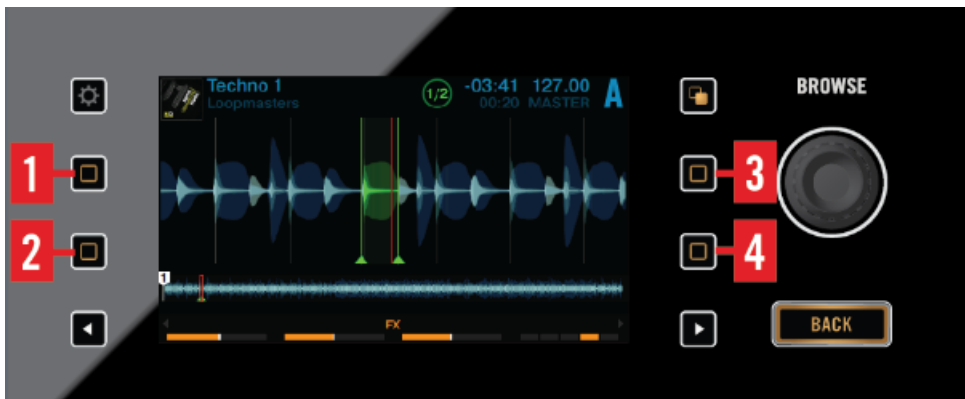 BROWSE
Techno 1
Loopmasters
1/2
-03:41 127.00
00:20 MASTER
A
1
3
2
4
1
FX
BACK